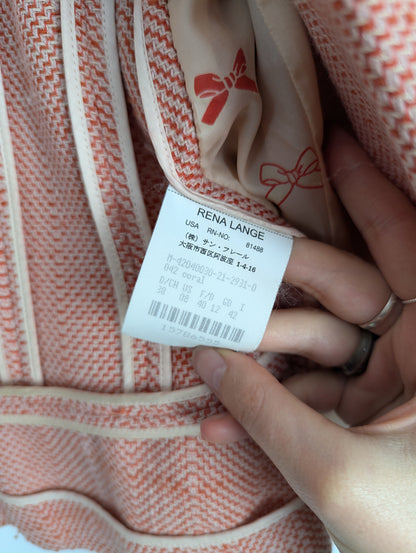 RENA LANGE
USA RN-NO: 81488
(株) サン・フレール
大阪市西区阿波座 1-4-16
M-42040030-21-2931-0
042 coral
D/CH US F/D GB I
38 08 40 12 42